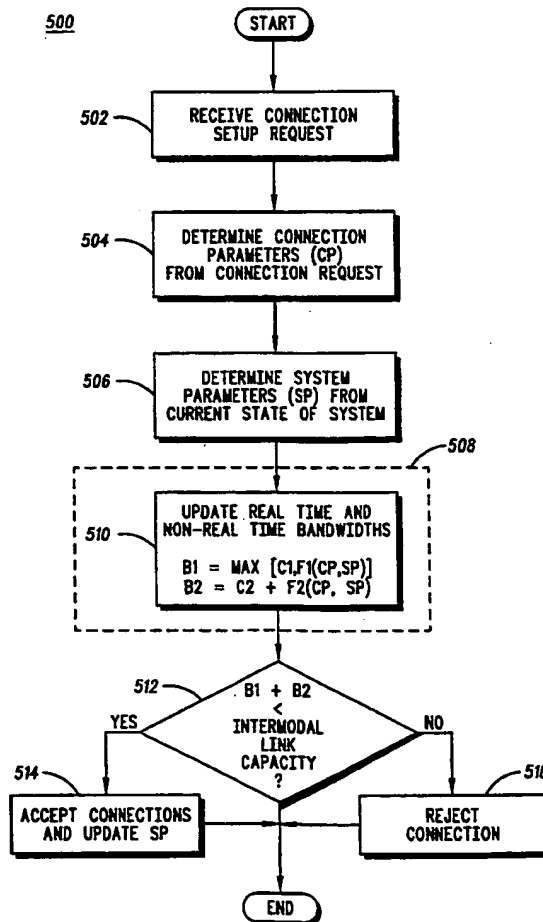 500
START
502
RECEIVE CONNECTION
SETUP REQUEST
504
DETERMINE CONNECTION
PARAMETERS (CP)
FROM CONNECTION REQUEST
506
DETERMINE SYSTEM
PARAMETERS (SP) FROM
CURRENT STATE OF SYSTEM
508
510
UPDATE REAL TIME AND
NON-REAL TIME BANDWIDTHS
B1 = MAX [C1,F1(CP,SP)]
B2 = C2 + F2(CP, SP)
512
B1 + B2
<
INTERMODAL
LINK
CAPACITY
?
YES
NO
514
ACCEPT CONNECTIONS
AND UPDATE SP
516
REJECT
CONNECTION
END